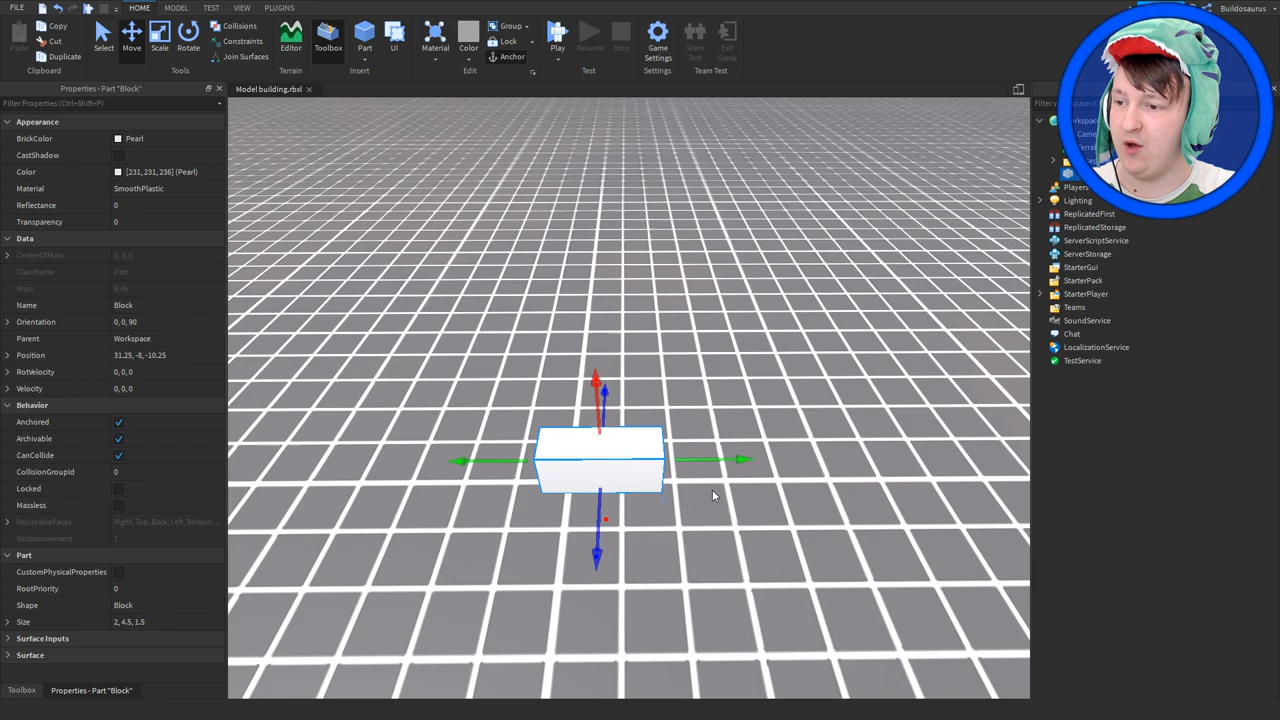 FILE HOME MODEL TEST VIEW PLUGINS Buildosaurus
Paste Copy Cut Duplicate Clipboard
Select Move Scale Rotate Collisions Constraints Join Surfaces Tools
Editor Terrain
Toolbox Part UI Insert
Material Color Group Lock Anchor Edit
Play Resume Stop Test
Game Settings Settings
Team Test Exit Game Team Test
Properties - Part "Block"
Filter Properties (Ctrl+Shift+P)
Appearance
BrickColor Pearl
CastShadow
Color [231, 231, 236] (Pearl)
Material SmoothPlastic
Reflectance 0
Transparency 0
Data
CenterOfMass 0, 0, 0
ClassName Part
Mass 9.45
Name Block
Orientation 0, 0, 90
Parent Workspace
Position 31.25, -8, -10.25
RotVelocity 0, 0, 0
Velocity 0, 0, 0
Behavior
Anchored
Archivable
CanCollide
CollisionGroupId 0
Locked
Massless
ResizeableFaces Right, Top, Back, Left, Bottom...
ResizeIncrement 1
Part
CustomPhysicalProperties
RootPriority 0
Shape Block
Size 2, 4.5, 1.5
Surface Inputs
Surface
Toolbox Properties - Part "Block"
Model building.rbxl
Players
Lighting
ReplicatedFirst
ReplicatedStorage
ServerScriptService
ServerStorage
StarterGui
StarterPack
StarterPlayer
Teams
SoundService
Chat
LocalizationService
TestService